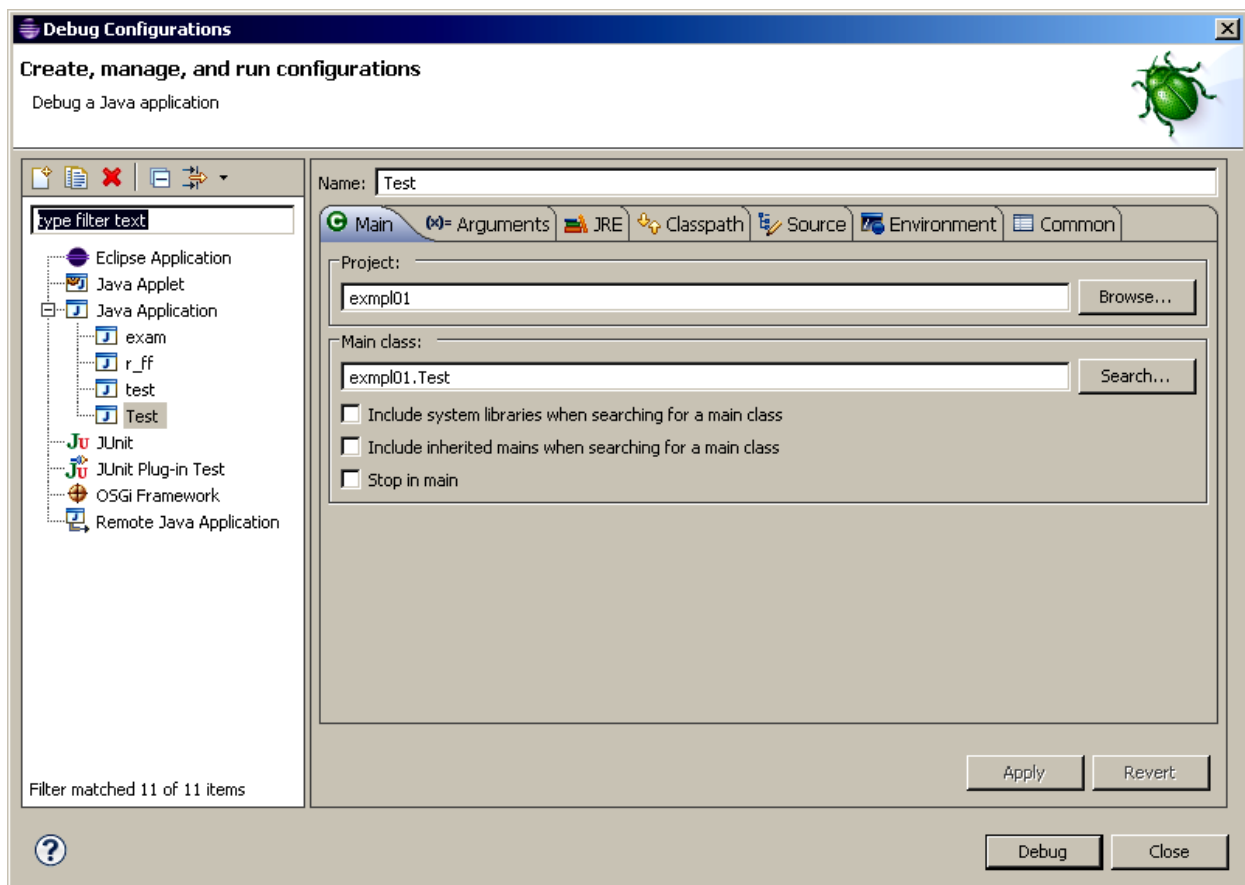 Debug Configurations
Create, manage, and run configurations
Debug a Java application
type filter text
Eclipse Application
Java Applet
Java Application
exam
r_ff
test
Test
JUnit
JUnit Plug-in Test
OSGi Framework
Remote Java Application
Filter matched 11 of 11 items
Name: Test
Main (x)= Arguments JRE Classpath Source Environment Common
Project:
exmpl01 Browse...
Main class:
exmpl01.Test Search...
Include system libraries when searching for a main class
Include inherited mains when searching for a main class
Stop in main
Apply Revert
Debug Close